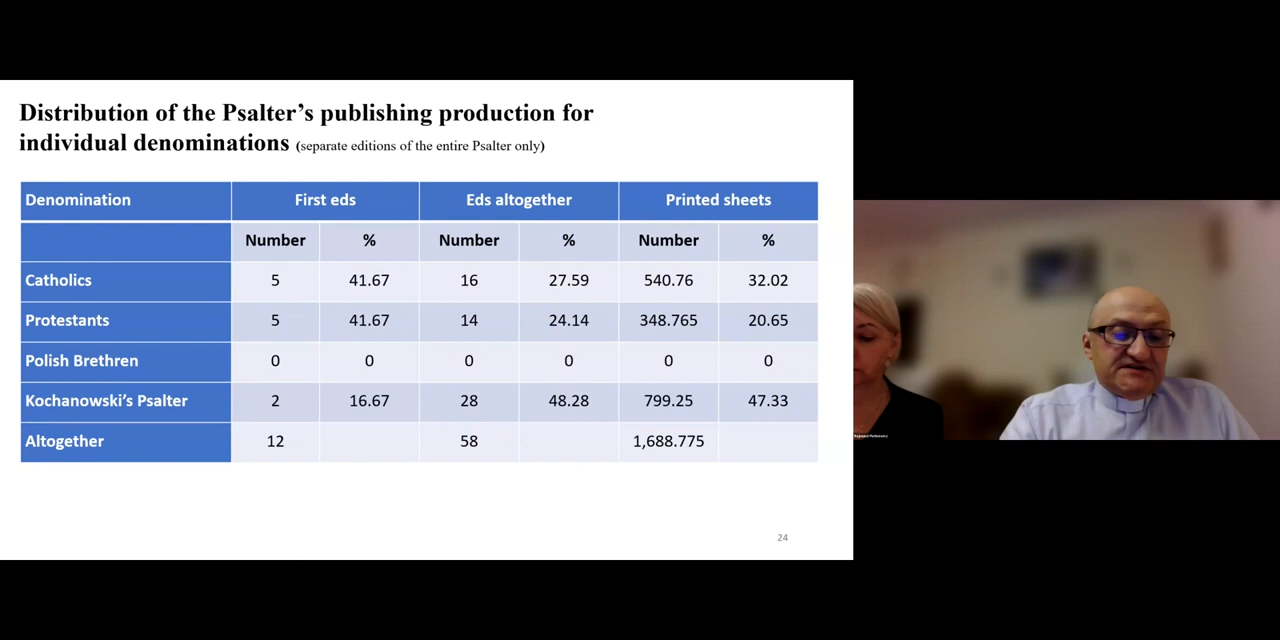 Distribution of the Psalter's publishing production for
individual denominations (separate editions of the entire Psalter only)
Denomination First eds Eds altogether Printed sheets
Number % Number % Number %
Catholics 5 41.67 16 27.59 540.76 32.02
Protestants 5 41.67 14 24.14 348.765 20.65
Polish Brethren 0 0 0 0 0 0
Kochanowski's Psalter 2 16.67 28 48.28 799.25 47.33
Altogether 12 58 1,688.775
24